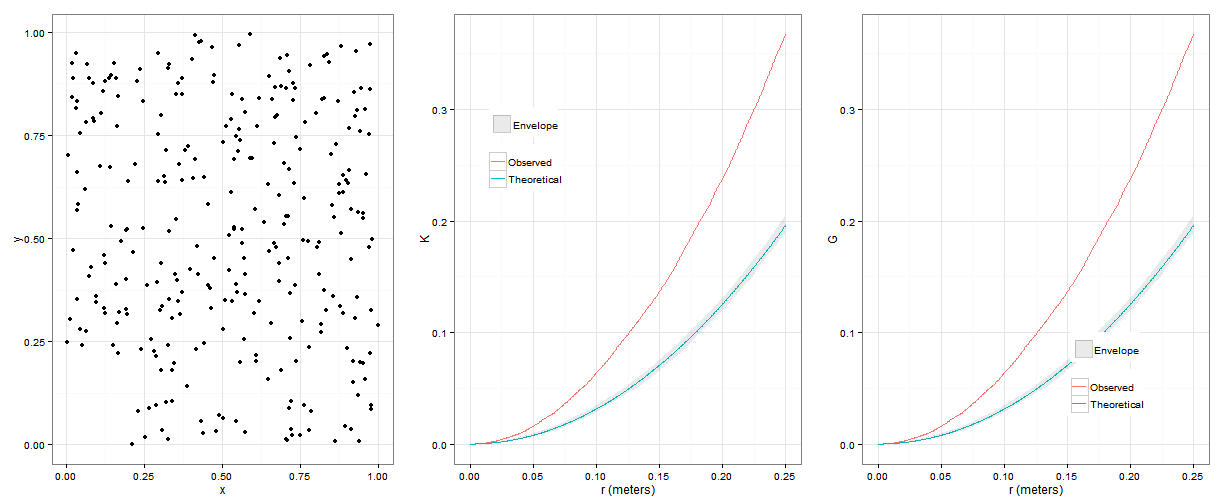 1.00
0.75
0.50
0.25
0.00
y
0.00 0.25 0.50 0.75 1.00
x
0.3
0.2
0.1
0.0
K
Envelope
Observed
Theoretical
0.00 0.05 0.10 0.15 0.20 0.25
r (meters)
0.3
0.2
0.1
0.0
G
Envelope
Observed
Theoretical
0.00 0.05 0.10 0.15 0.20 0.25
r (meters)